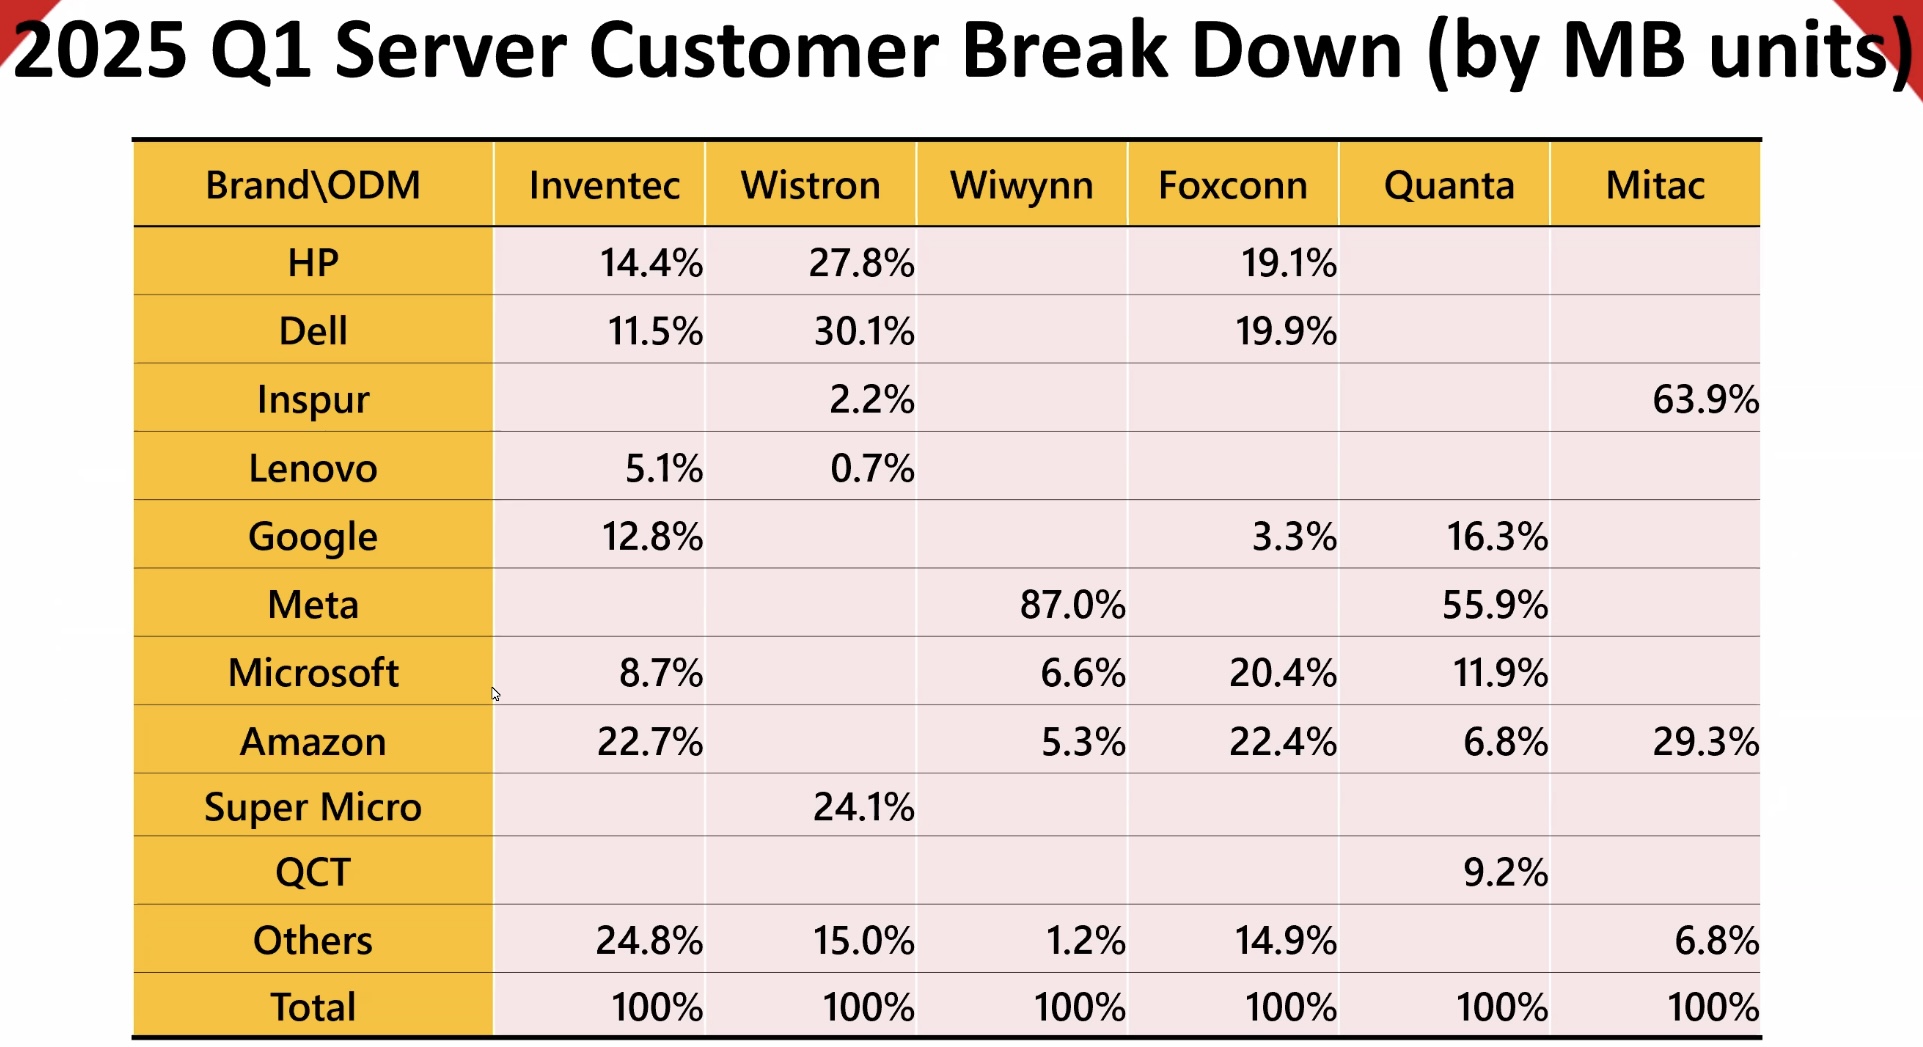 2025 Q1 Server Customer Break Down (by MB units)
Brand\ODM Inventec Wistron Wiwynn Foxconn Quanta Mitac
HP 14.4% 27.8% 19.1%
Dell 11.5% 30.1% 19.9%
Inspur 2.2% 63.9%
Lenovo 5.1% 0.7%
Google 12.8% 3.3% 16.3%
Meta 87.0% 55.9%
Microsoft 8.7% 6.6% 20.4% 11.9%
Amazon 22.7% 5.3% 22.4% 6.8% 29.3%
Super Micro 24.1%
QCT 9.2%
Others 24.8% 15.0% 1.2% 14.9% 6.8%
Total 100% 100% 100% 100% 100% 100%